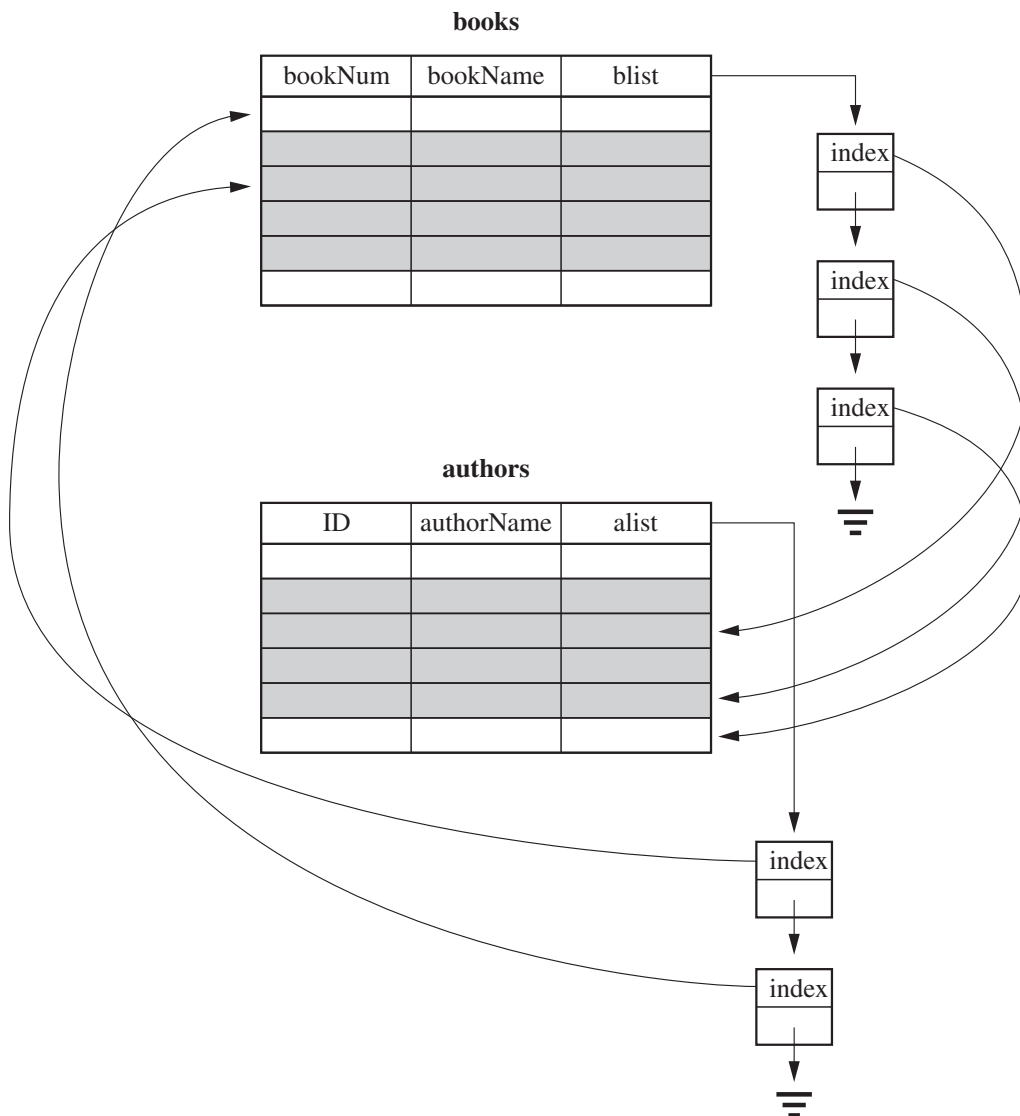 books
bookNum bookName blist
index
index
index
authors
ID authorName alist
index
index